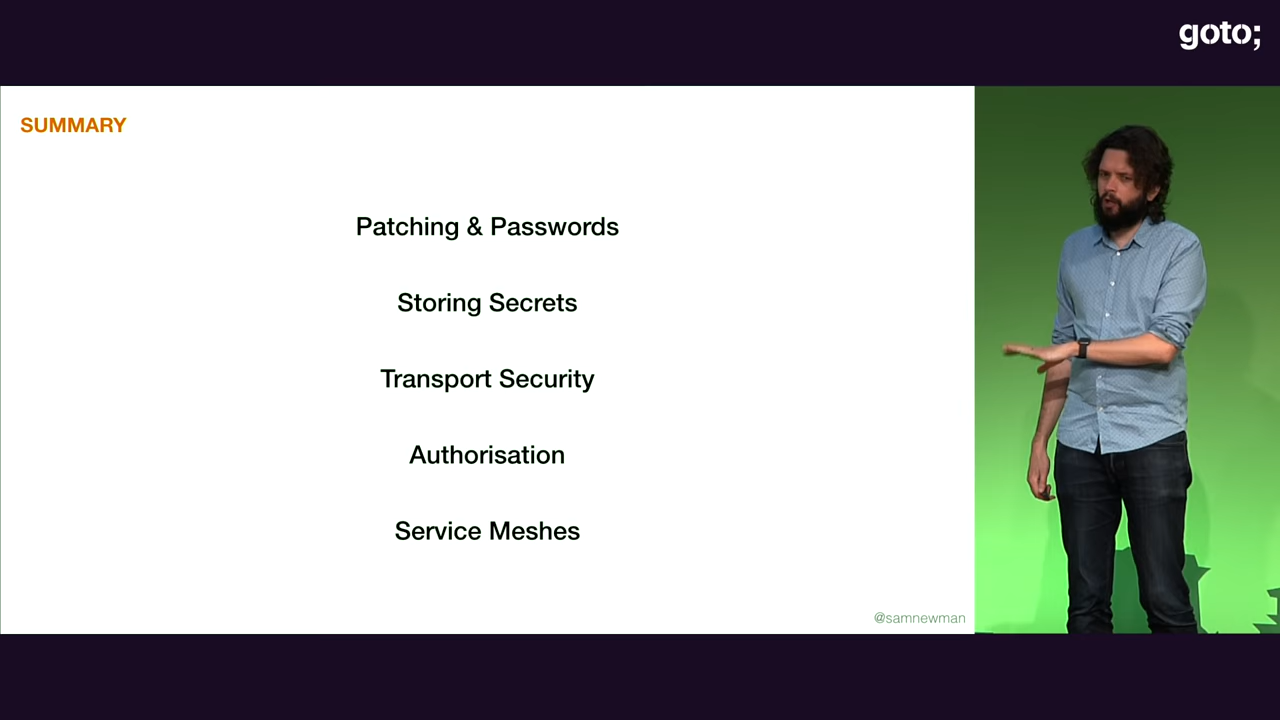 goto;
SUMMARY
Patching & Passwords
Storing Secrets
Transport Security
Authorisation
Service Meshes
@samnewman